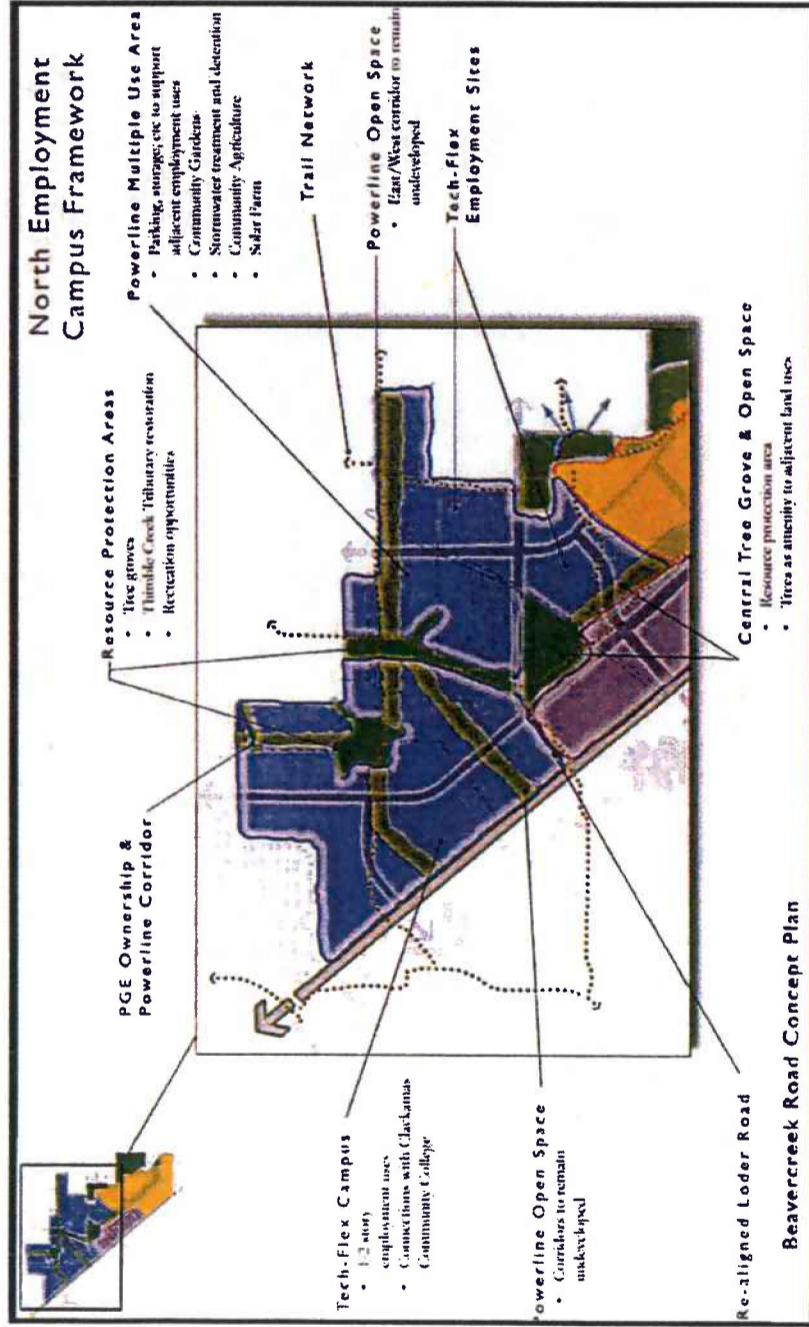 North Employment
Campus Framework
Powerline Multiple Use Area
• Parking, storage, etc to support
adjacent employment uses
• Community Gardens
• Stormwater treatment and detention
• Community Agriculture
• Solar Farm
Trail Network
Powerline Open Space
• East/West corridor to remain
undeveloped
Tech-Flex
Employment Sites
Resource Protection Areas
• Tree groves
• Thimble Creek Tributary restoration
• Recreation opportunities
PGE Ownership &
Powerline Corridor
Central Tree Grove & Open Space
• Resource protection area
• Trees as amenity to adjacent land uses
Tech-Flex Campus
• 1-2 story
employment uses
• Connections with Clackamas
Community College
Powerline Open Space
• Corridors to remain
undeveloped
Re-aligned Loder Road
Beavercreek Road Concept Plan